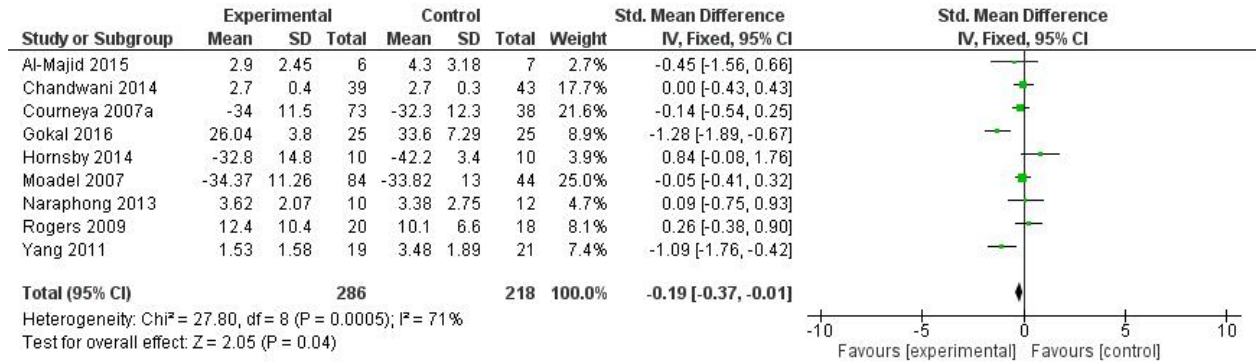 Experimental Control Std. Mean Difference Std. Mean Difference
Study or Subgroup Mean SD Total Mean SD Total Weight IV, Fixed, 95% CI IV, Fixed, 95% CI
Al-Majid 2015 2.9 2.45 6 4.3 3.18 7 2.7% -0.45 [-1.56, 0.66]
Chandwani 2014 2.7 0.4 39 2.7 0.3 43 17.7% 0.00 [-0.43, 0.43]
Courneya 2007a -34 11.5 73 -32.3 12.3 38 21.6% -0.14 [-0.54, 0.25]
Gokal 2016 26.04 3.8 25 33.6 7.29 25 8.9% -1.28 [-1.89, -0.67]
Hornsby 2014 -32.8 14.8 10 -42.2 3.4 10 3.9% 0.84 [-0.08, 1.76]
Moadel 2007 -34.37 11.26 84 -33.82 13 44 25.0% -0.05 [-0.41, 0.32]
Naraphong 2013 3.62 2.07 10 3.38 2.75 12 4.7% 0.09 [-0.75, 0.93]
Rogers 2009 12.4 10.4 20 10.1 6.6 18 8.1% 0.26 [-0.38, 0.90]
Yang 2011 1.53 1.58 19 3.48 1.89 21 7.4% -1.09 [-1.76, -0.42]
Total (95% CI) 286 218 100.0% -0.19 [-0.37, -0.01]
Heterogeneity: Chi² = 27.80, df = 8 (P = 0.0005); I² = 71%
Test for overall effect: Z = 2.05 (P = 0.04)
-10 -5 0 5 10
Favours [experimental] Favours [control]